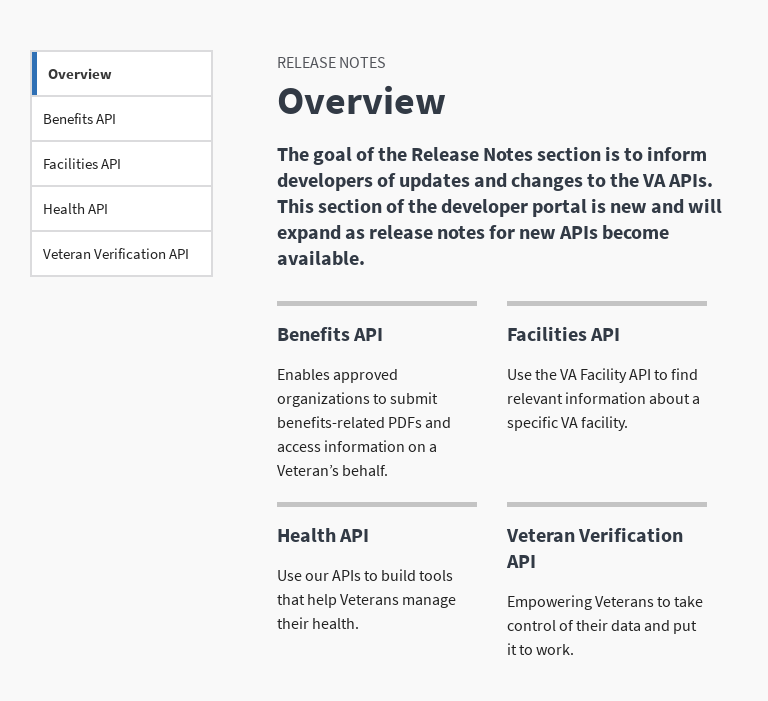 Overview
Benefits API
Facilities API
Health API
Veteran Verification API
RELEASE NOTES
Overview
The goal of the Release Notes section is to inform
developers of updates and changes to the VA APIs.
This section of the developer portal is new and will
expand as release notes for new APIs become
available.
Benefits API
Enables approved
organizations to submit
benefits-related PDFs and
access information on a
Veteran’s behalf.
Facilities API
Use the VA Facility API to find
relevant information about a
specific VA facility.
Health API
Use our APIs to build tools
that help Veterans manage
their health.
Veteran Verification
API
Empowering Veterans to take
control of their data and put
it to work.